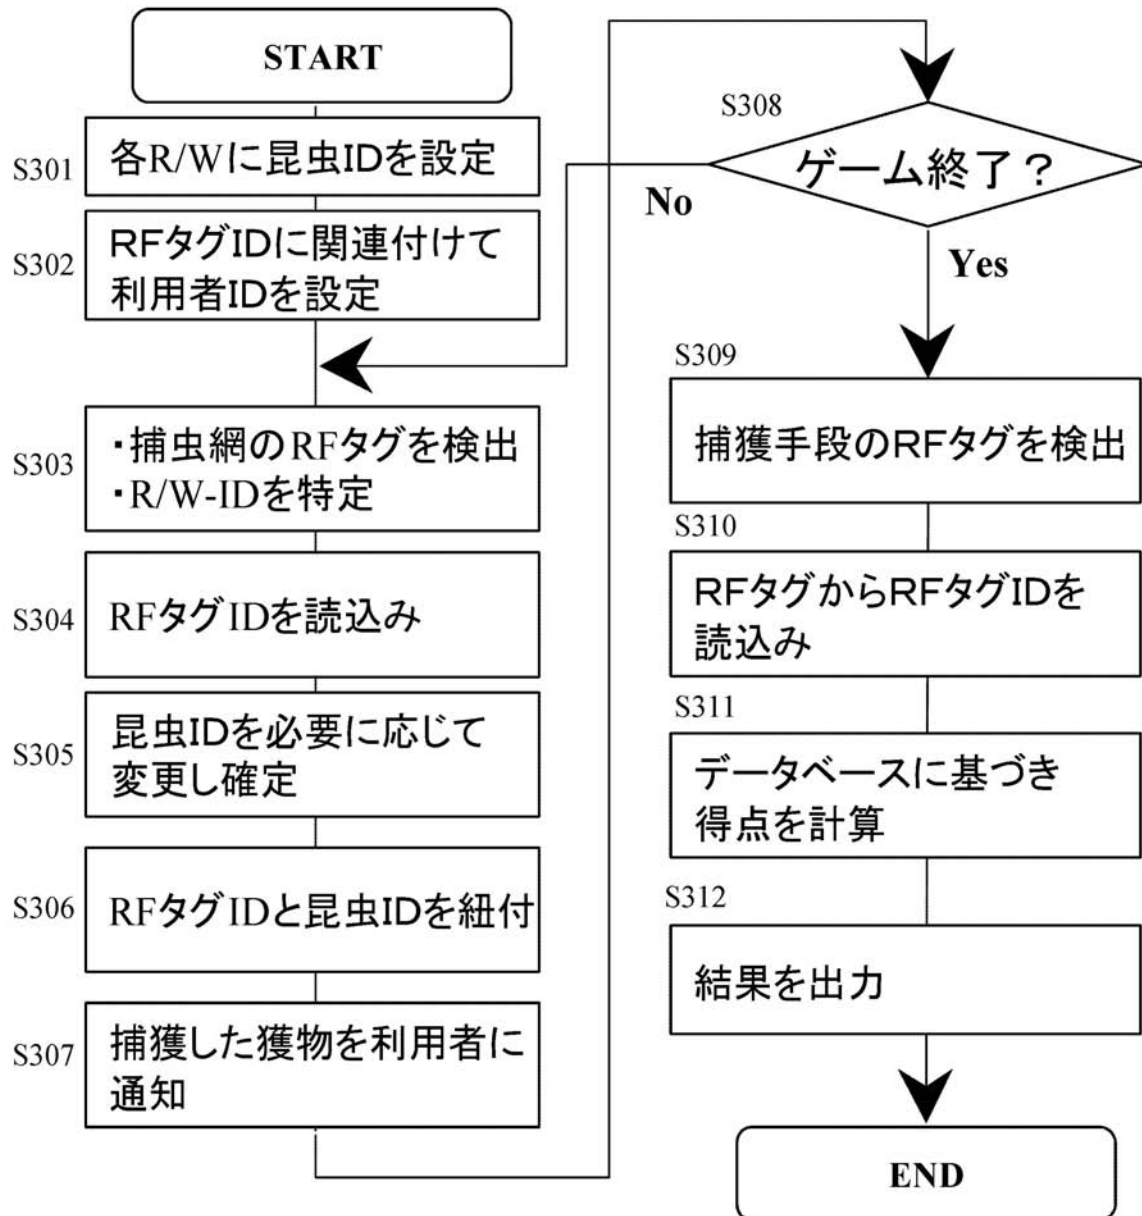 START
S301
各R/Wに昆虫IDを設定
S302
RFタグIDに関連付けて
利用者IDを設定
S303
・捕虫網のRFタグを検出
・R/W-IDを特定
S304
RFタグIDを読込み
S305
昆虫IDを必要に応じて
変更し確定
S306
RFタグIDと昆虫IDを紐付
S307
捕獲した獲物を利用者に
通知
S308
ゲーム終了？
No
Yes
S309
捕獲手段のRFタグを検出
S310
RFタグからRFタグIDを
読込み
S311
データベースに基づき
得点を計算
S312
結果を出力
END